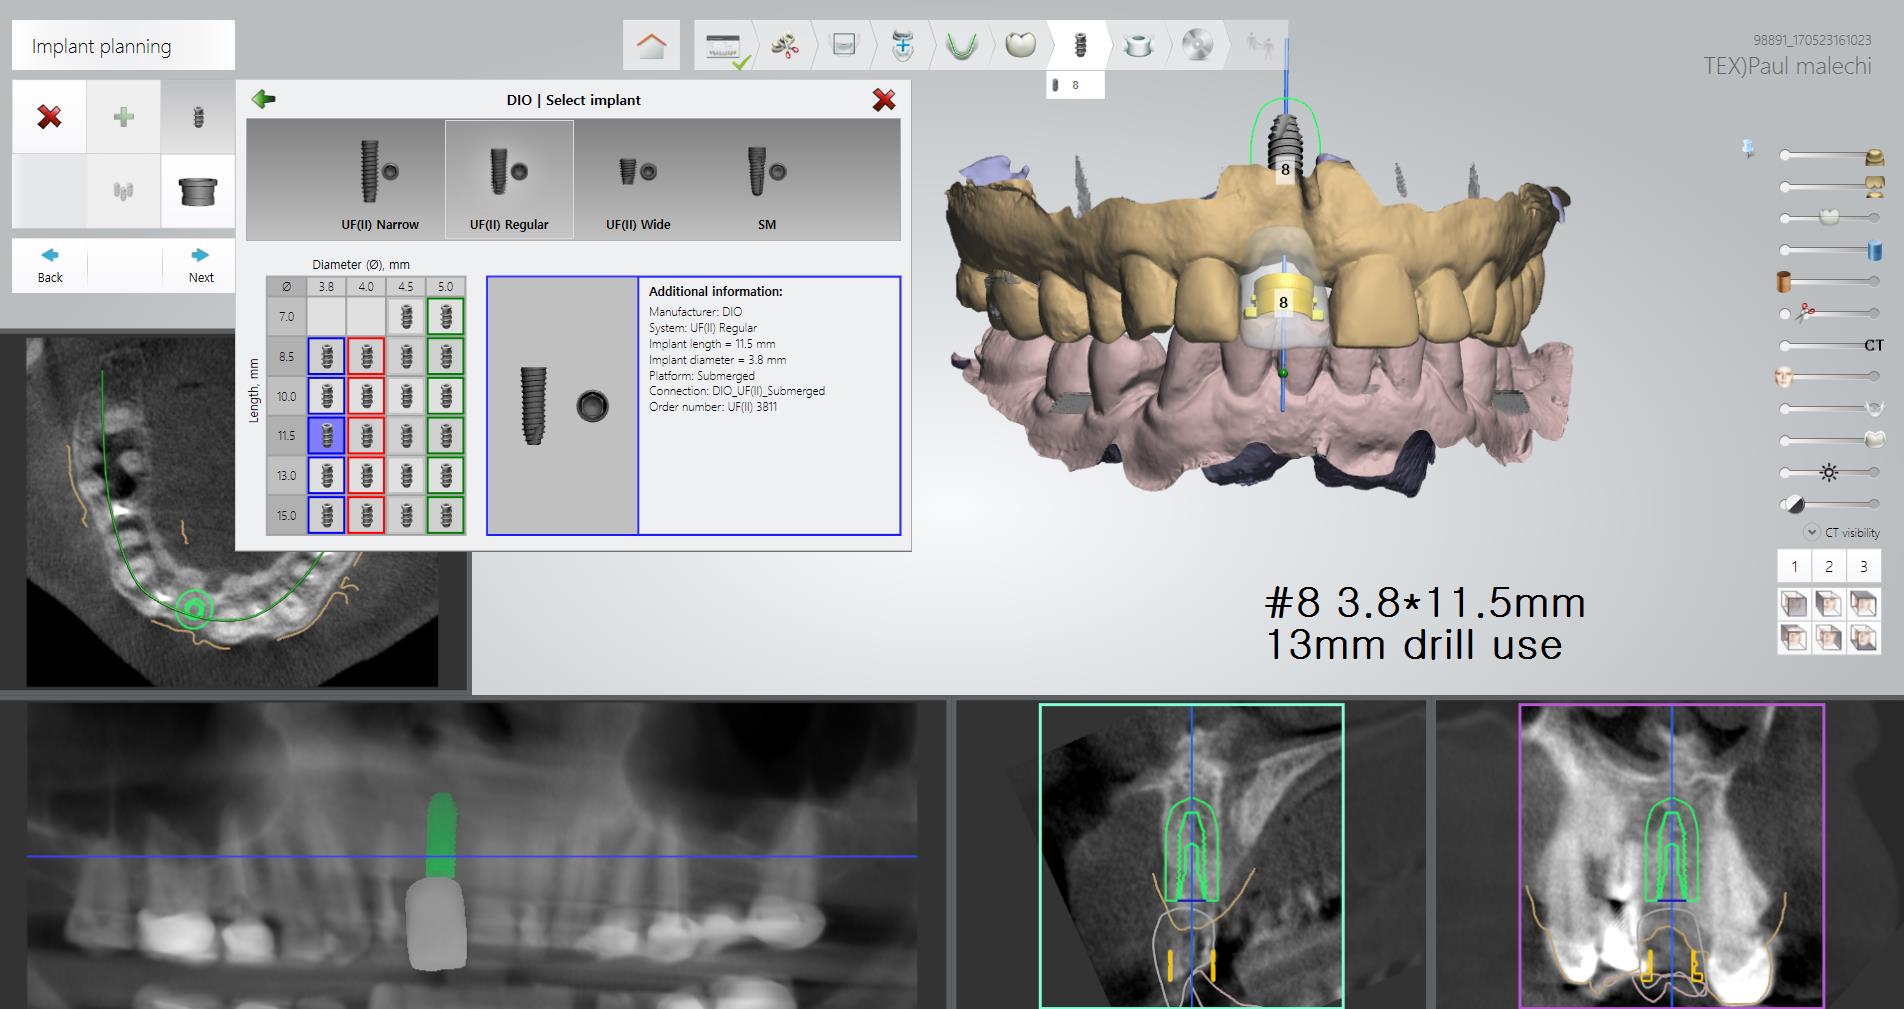 Implant planning
98891_170523161023
TEX)Paul malechi
8
Back
Next
DIO | Select implant
UF(II) Narrow
UF(II) Regular
UF(II) Wide
SM
Diameter (Ø), mm
Ø 3.8 4.0 4.5 5.0
Length, mm
7.0
8.5
10.0
11.5
13.0
15.0
Additional information:
Manufacturer: DIO
System: UF(II) Regular
Implant length = 11.5 mm
Implant diameter = 3.8 mm
Platform: Submerged
Connection: DIO_UF(II)_Submerged
Order number: UF(II) 3811
8
8
CT
CT visibility
1 2 3
#8 3.8*11.5mm
13mm drill use